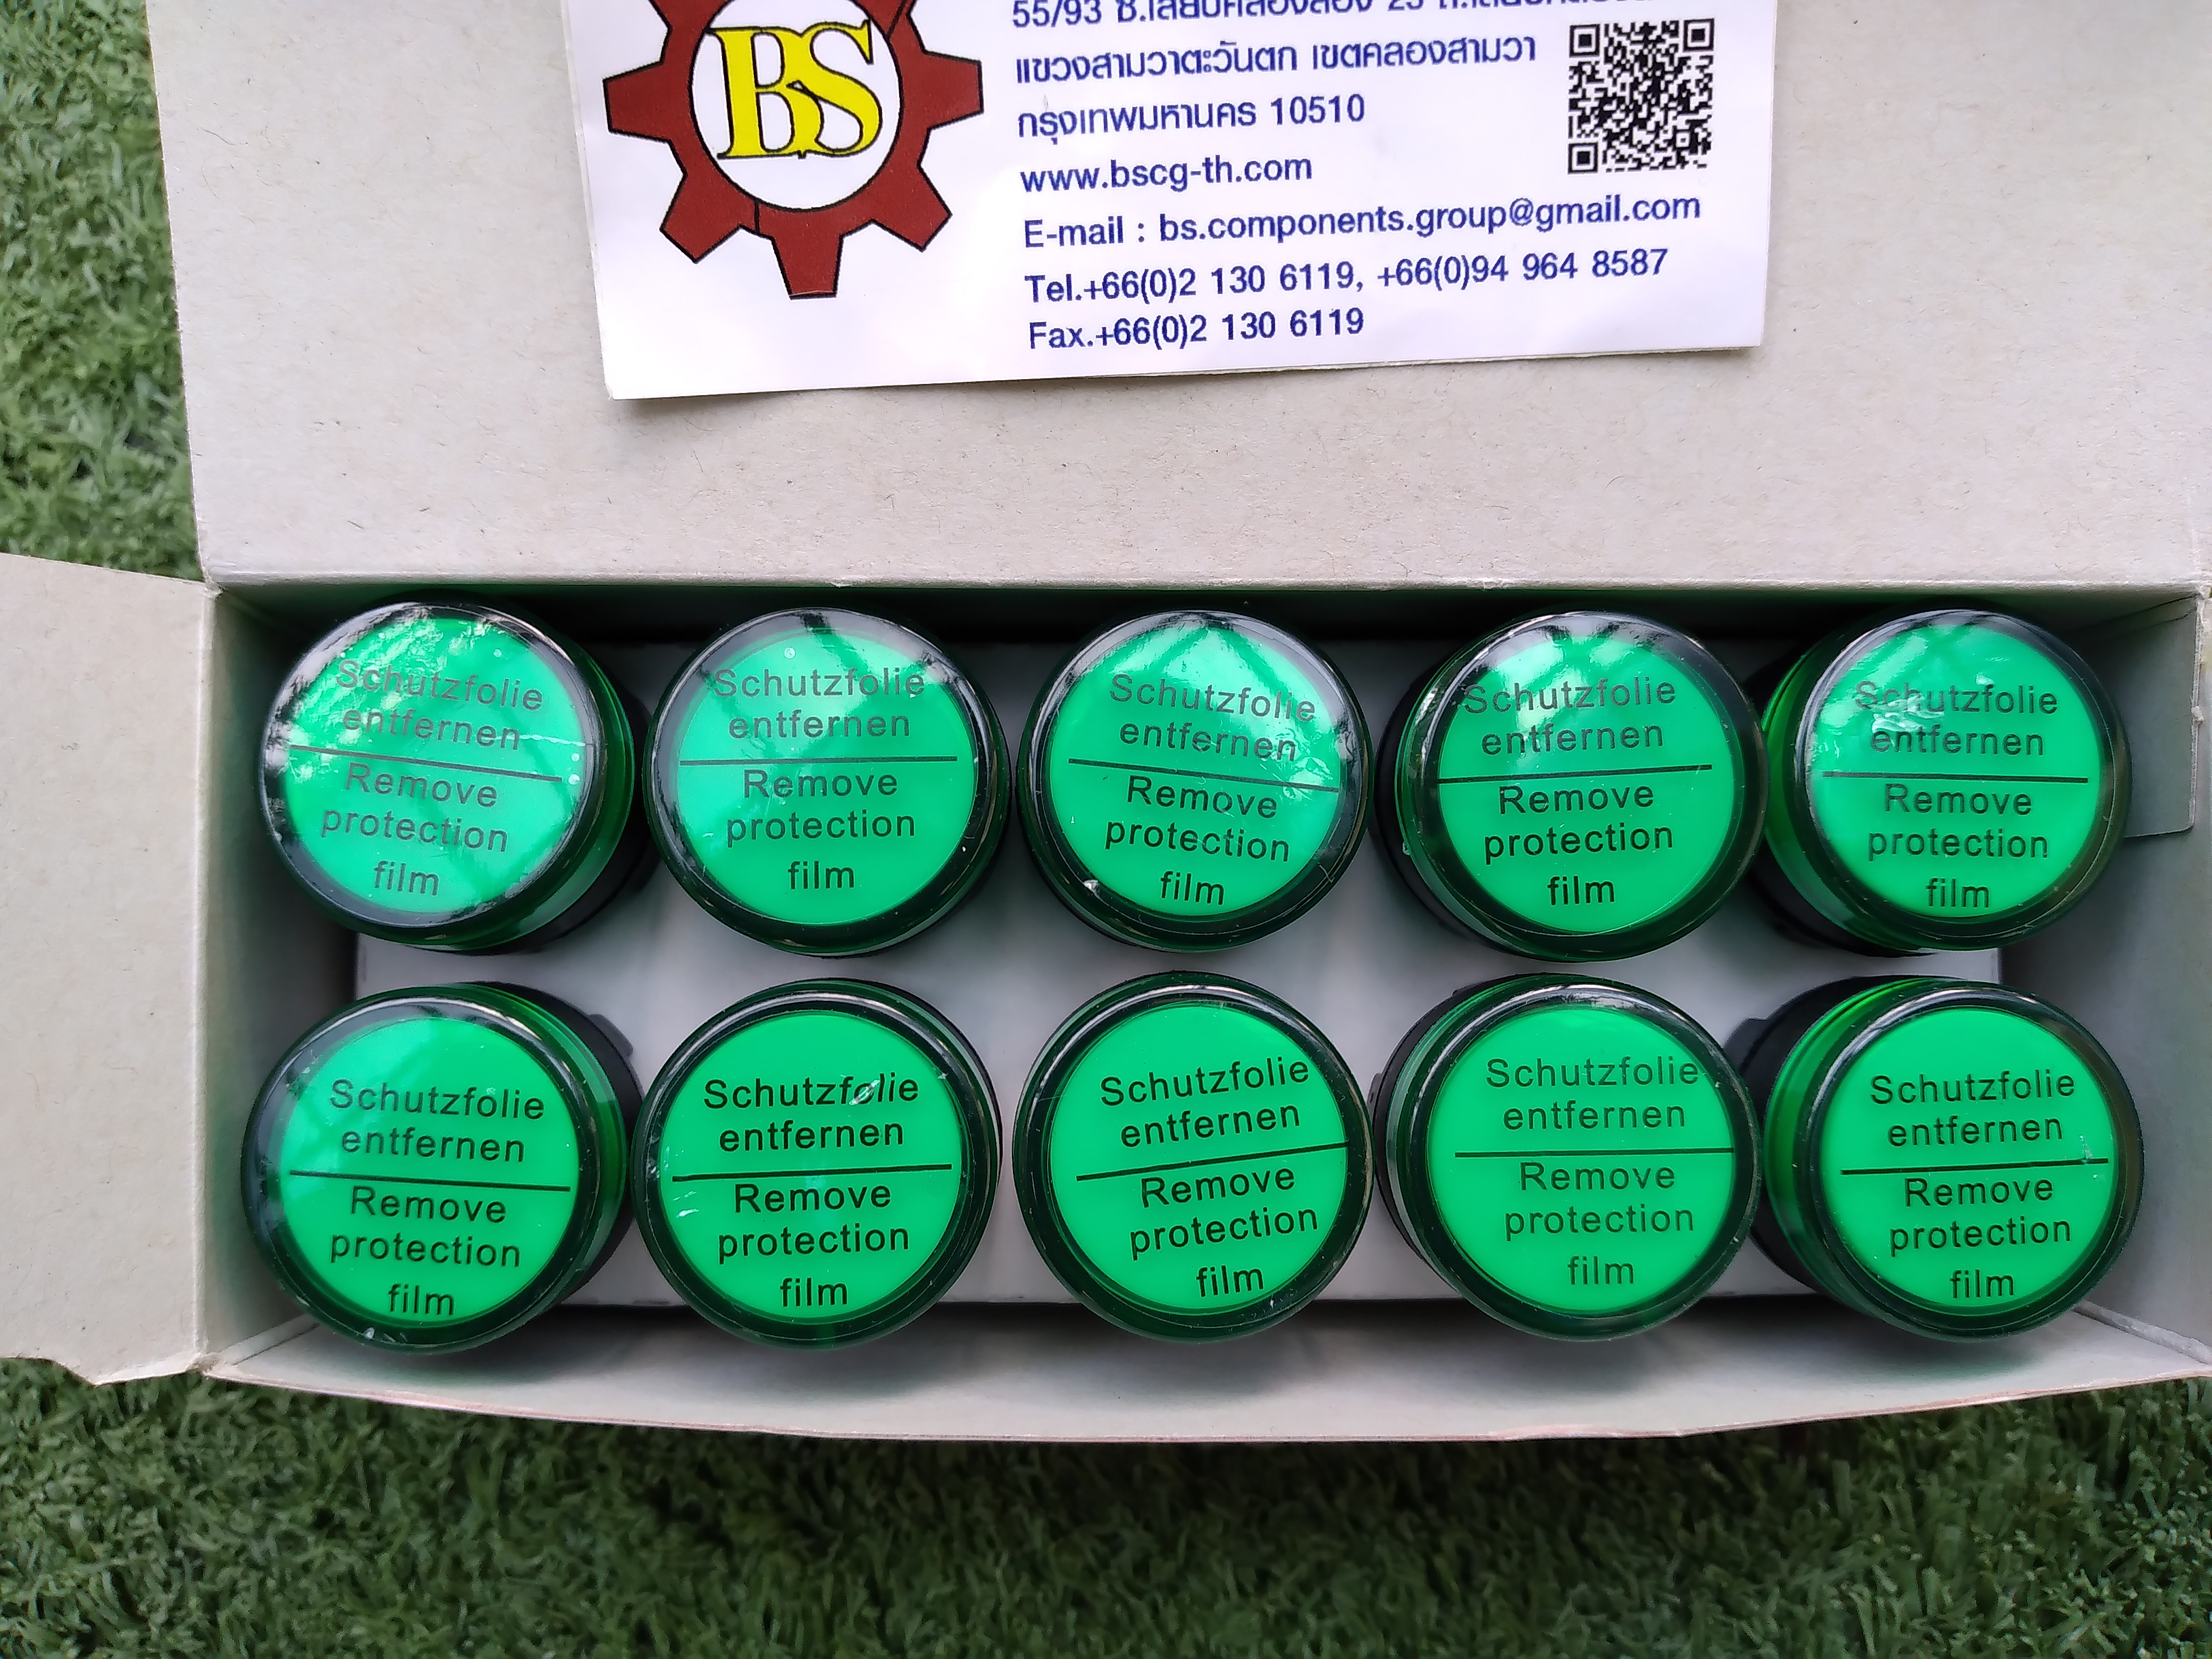 BS
55/93
แขวงสามวาตะวันตก เขตคลองสามวา
กรุงเทพมหานคร 10510
www.bscg-th.com
E-mail : bs.components.group@gmail.com
Tel.+66(0)2 130 6119, +66(0)94 964 8587
Fax.+66(0)2 130 6119
Schutzfolie
entfernen
Remove
protection
film
Schutzfolie
entfernen
Remove
protection
film
Schutzfolie
entfernen
Remove
protection
film
Schutzfolie
entfernen
Remove
protection
film
Schutzfolie
entfernen
Remove
protection
film
Schutzfolie
entfernen
Remove
protection
film
Schutzfolie
entfernen
Remove
protection
film
Schutzfolie
entfernen
Remove
protection
film
Schutzfolie
entfernen
Remove
protection
film
Schutzfolie
entfernen
Remove
protection
film